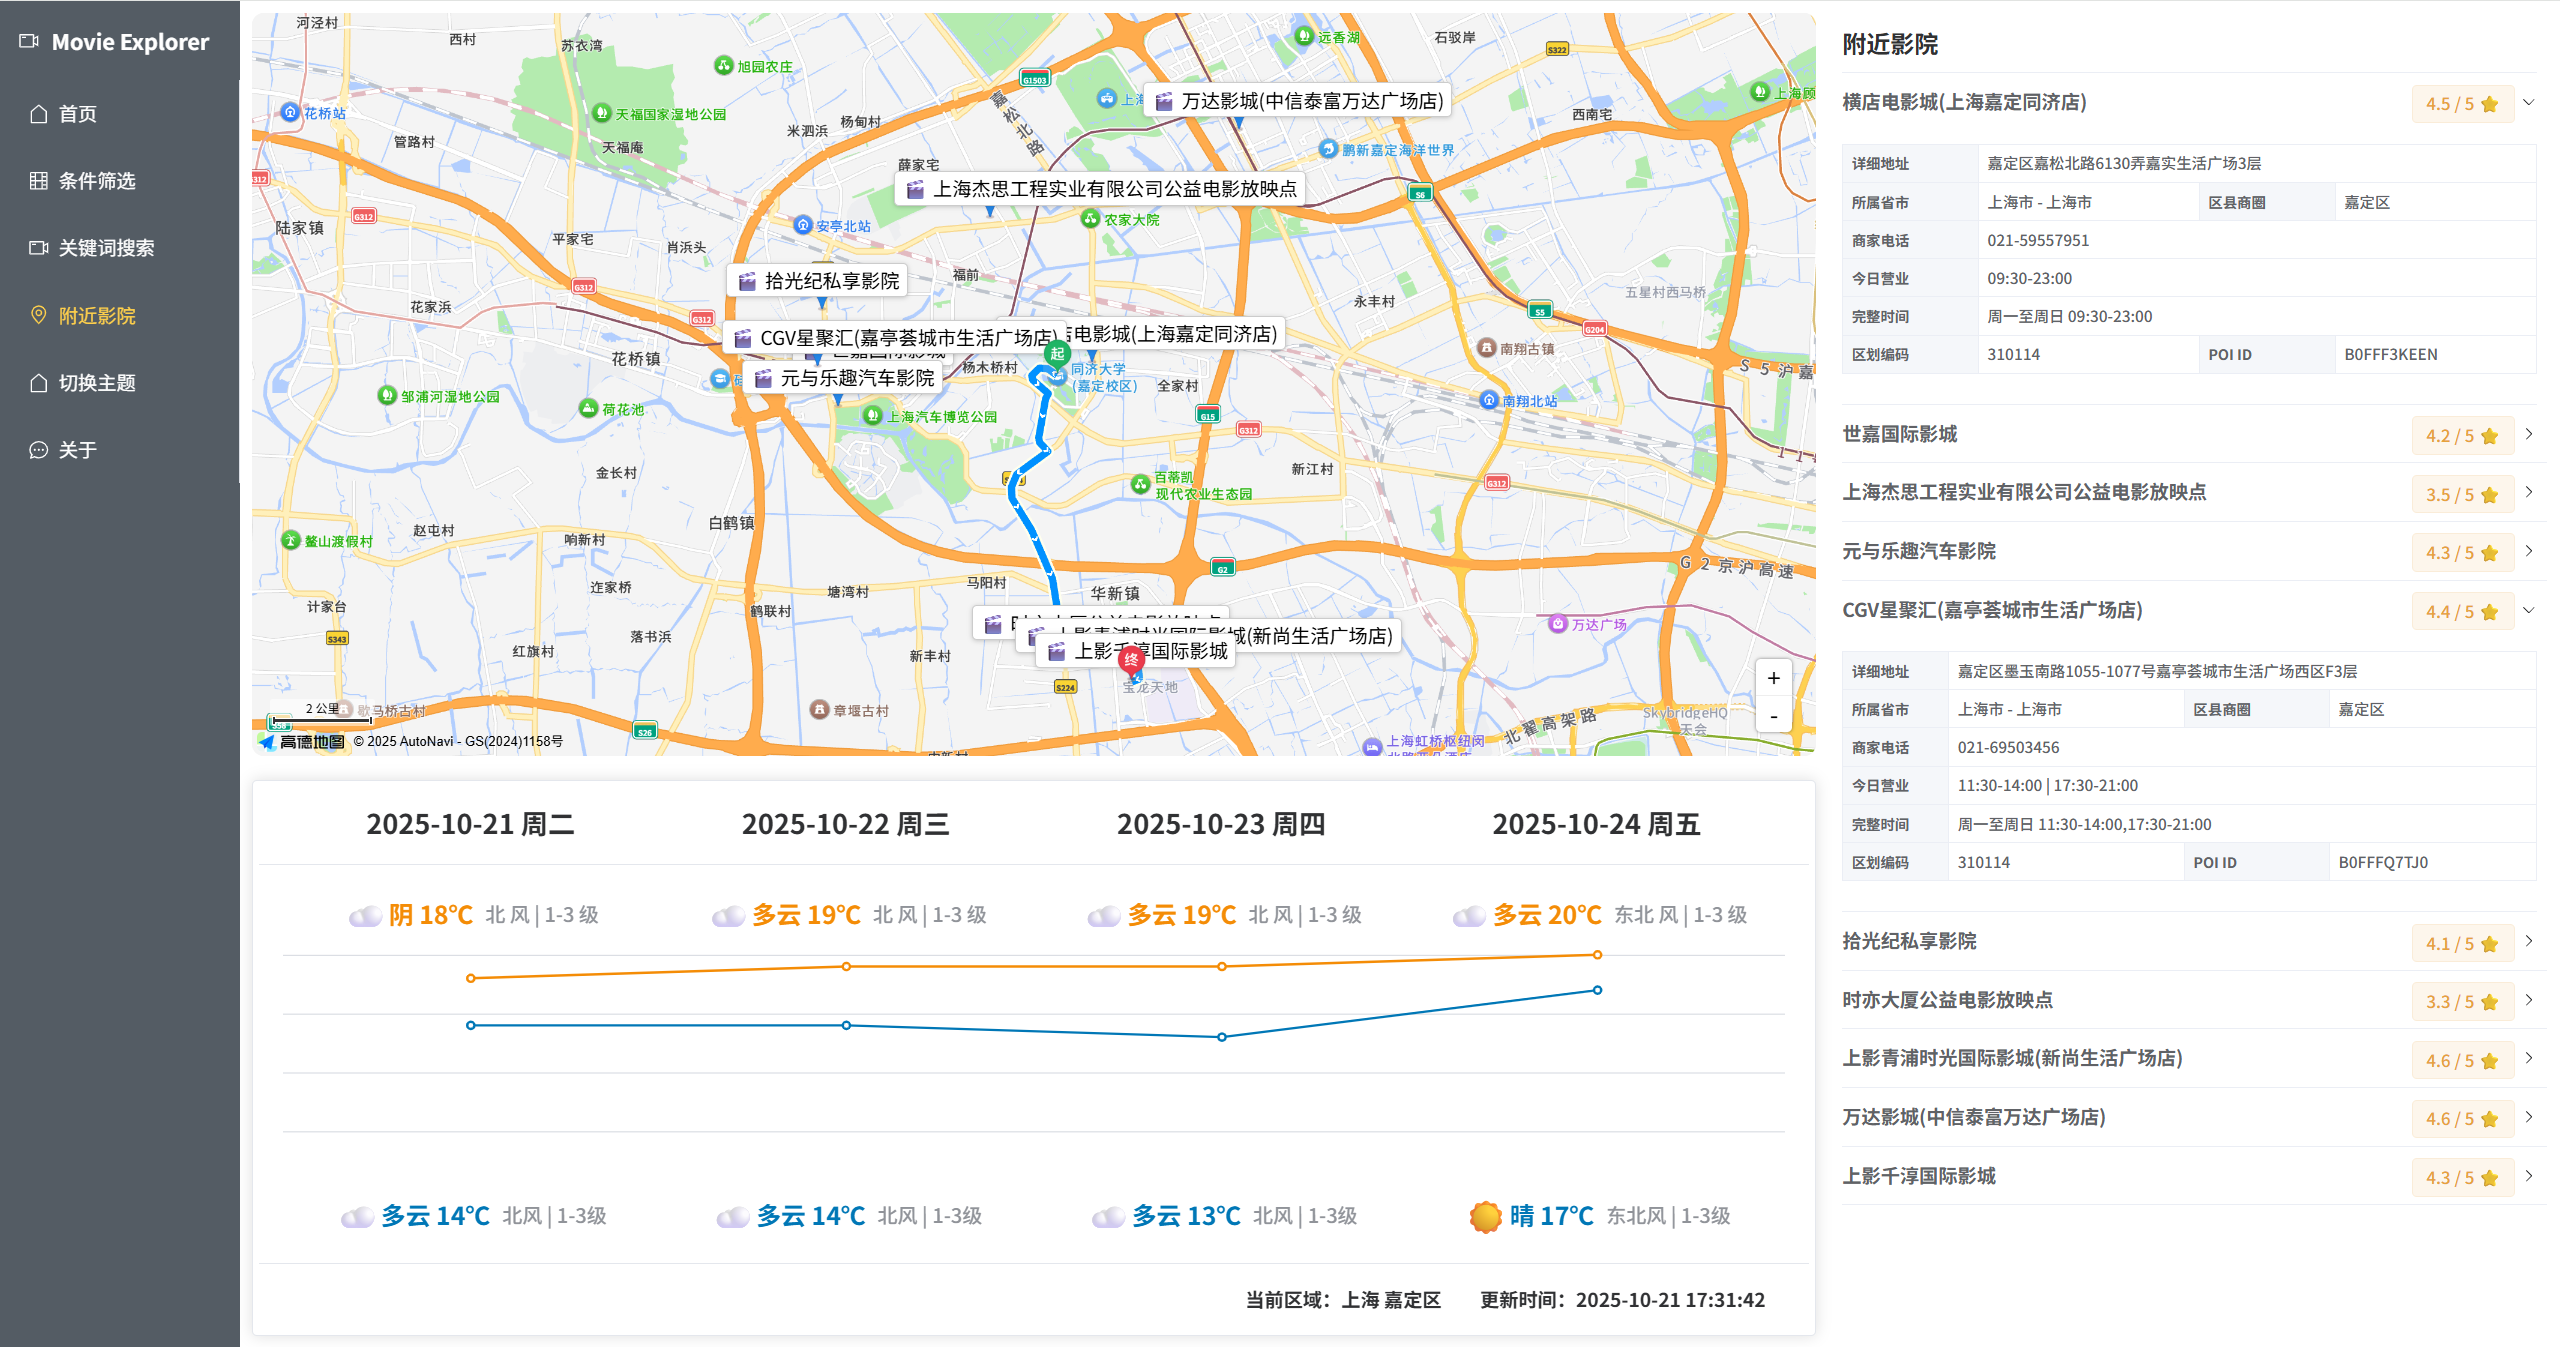 Movie Explorer
首页
条件筛选
关键词搜索
附近影院
切换主题
关于
河泾村
西村
苏衣湾
旭园农庄
远香湖
石驳岸
S322
G1503
嘉松北路
万达影城(中信泰富万达广场店)
花桥站
天福国家湿地公园
米泗浜
杨甸村
西南宅
管路村
天福庵
鹏新嘉定海洋世界
薛家宅
312
上海杰思工程实业有限公司公益电影放映点
S6
G312
陆家镇
安亭北站
农家大院
平家宅
肖浜头
福前
拾光纪私享影院
G312
五星村西马桥
永丰村
花家浜
S5
G312
G204
CGV星聚汇(嘉亭荟城市生活广场店)
电影城(上海嘉定同济店)
起
花桥镇
南翔古镇
杨木桥村
同济大学
(嘉定校区)
全家村
S5沪嘉
元与乐趣汽车影院
邹浦河湿地公园
荷花池
上海汽车博览公园
南翔北站
G15
G312
金长村
新江村
百蒂凯
现代农业生态园
G312
白鹤镇
赵屯村
响新村
鳌山渡假村
G2
G2京沪高速
马阳村
华新镇
迮家桥
塘湾村
计家台
鹤联村
万达广场
S343
落书浜
红旗村
新丰村
上影青浦时光国际影城(新尚生活广场店)
上影千淳国际影城
终
S224
宝龙天地
章堰古村
歇马桥古村
2 公里
S26
SkybridgeHQ
天会
北翟高架路
上海虹桥枢纽闵
+
-
高德地图 © 2025 AutoNavi - GS(2024)1158号
2025-10-21 周二
2025-10-22 周三
2025-10-23 周四
2025-10-24 周五
阴 18℃ 北 风 | 1-3 级
多云 19℃ 北 风 | 1-3 级
多云 19℃ 北 风 | 1-3 级
多云 20℃ 东北 风 | 1-3 级
多云 14℃ 北风 | 1-3级
多云 14℃ 北风 | 1-3级
多云 13℃ 北风 | 1-3级
晴 17℃ 东北风 | 1-3级
当前区域：上海 嘉定区
更新时间：2025-10-21 17:31:42
附近影院
横店电影城(上海嘉定同济店)
4.5 / 5
详细地址 嘉定区嘉松北路6130弄嘉实生活广场3层
所属省市 上海市 - 上海市 区县商圈 嘉定区
商家电话 021-59557951
今日营业 09:30-23:00
完整时间 周一至周日 09:30-23:00
区划编码 310114 POI ID B0FFF3KEEN
世嘉国际影城
4.2 / 5
上海杰思工程实业有限公司公益电影放映点
3.5 / 5
元与乐趣汽车影院
4.3 / 5
CGV星聚汇(嘉亭荟城市生活广场店)
4.4 / 5
详细地址 嘉定区墨玉南路1055-1077号嘉亭荟城市生活广场西区F3层
所属省市 上海市 - 上海市 区县商圈 嘉定区
商家电话 021-69503456
今日营业 11:30-14:00 | 17:30-21:00
完整时间 周一至周日 11:30-14:00,17:30-21:00
区划编码 310114 POI ID B0FFFQ7TJ0
拾光纪私享影院
4.1 / 5
时亦大厦公益电影放映点
3.3 / 5
上影青浦时光国际影城(新尚生活广场店)
4.6 / 5
万达影城(中信泰富万达广场店)
4.6 / 5
上影千淳国际影城
4.3 / 5